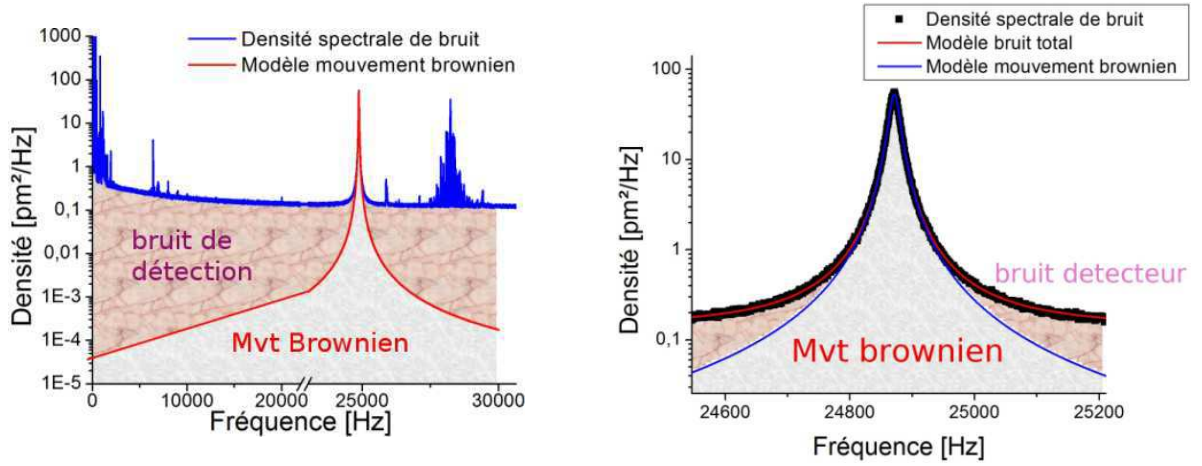 Densité spectrale de bruit
Modèle mouvement brownien
1000
100
10
1
0,1
0,01
1E-3
1E-4
1E-5
Densité [pm²/Hz]
bruit de
détection
Mvt Brownien
0
10000
20000
25000
30000
Fréquence [Hz]
Densité spectrale de bruit
Modèle bruit total
Modèle mouvement brownien
100
10
1
0,1
Densité [pm²/Hz]
bruit detecteur
Mvt brownien
24600
24800
25000
25200
Fréquence [Hz]